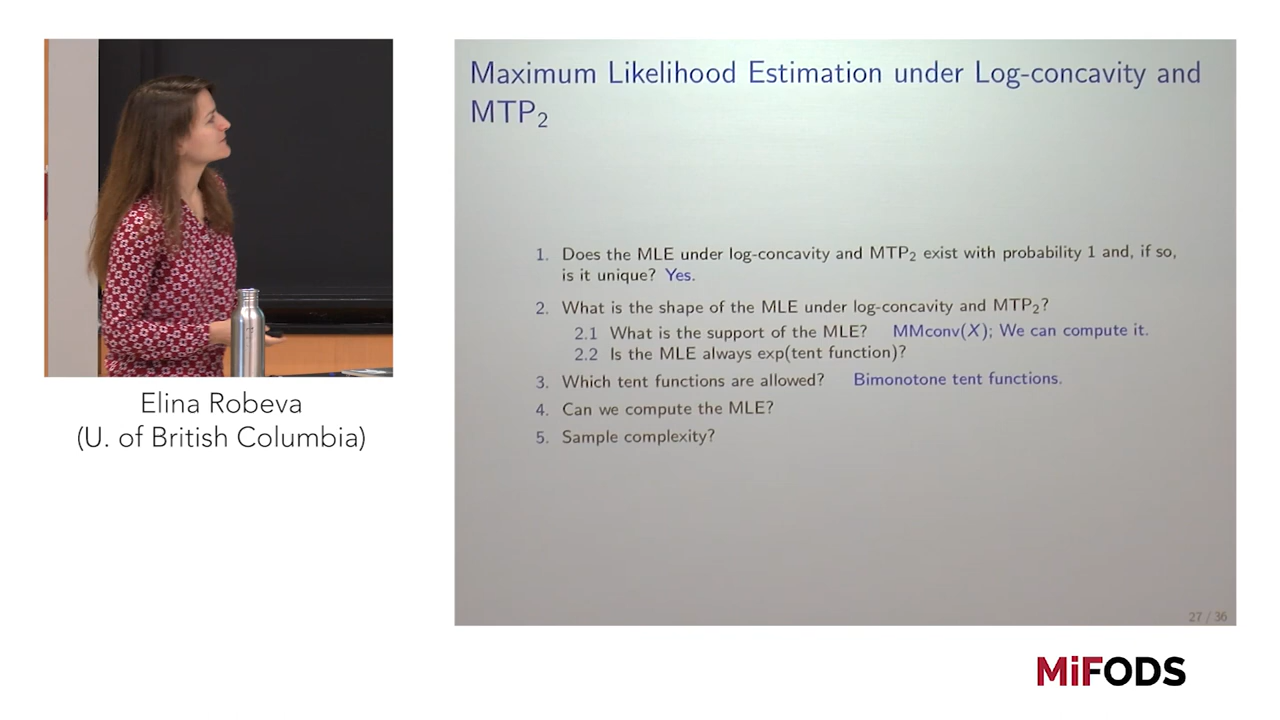 Maximum Likelihood Estimation under Log-concavity and
MTP₂
1. Does the MLE under log-concavity and MTP₂ exist with probability 1 and, if so,
is it unique? Yes.
2. What is the shape of the MLE under log-concavity and MTP₂?
2.1 What is the support of the MLE? MMconv(X); We can compute it.
2.2 Is the MLE always exp(tent function)?
3. Which tent functions are allowed? Bimonotone tent functions.
4. Can we compute the MLE?
5. Sample complexity?
27 / 36
Elina Robeva
(U. of British Columbia)
MiFODS